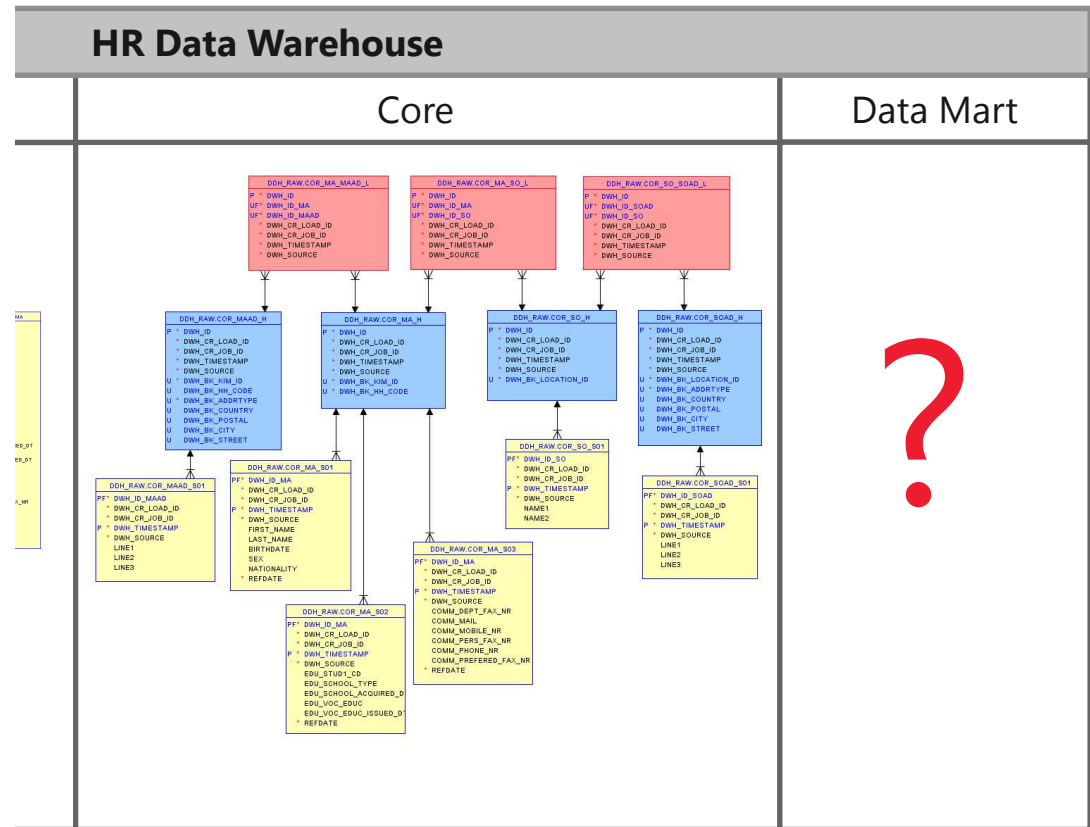 HR Data Warehouse
Core
Data Mart
DDH_RAW.COR_MA_MAAD_L
P * DWH_ID
UF* DWH_ID_MA
UF* DWH_ID_MAAD
* DWH_CR_LOAD_ID
* DWH_CR_JOB_ID
* DWH_TIMESTAMP
* DWH_SOURCE
DDH_RAW.COR_MA_SO_L
P * DWH_ID
UF* DWH_ID_MA
UF* DWH_ID_SO
* DWH_CR_LOAD_ID
* DWH_CR_JOB_ID
* DWH_TIMESTAMP
* DWH_SOURCE
DDH_RAW.COR_SO_SOAD_L
P * DWH_ID
UF* DWH_ID_SOAD
UF* DWH_ID_SO
* DWH_CR_LOAD_ID
* DWH_CR_JOB_ID
* DWH_TIMESTAMP
* DWH_SOURCE
MA
ED_DT
ED_DT
X_NR
DDH_RAW.COR_MAAD_H
P * DWH_ID
* DWH_CR_LOAD_ID
* DWH_CR_JOB_ID
* DWH_TIMESTAMP
* DWH_SOURCE
U * DWH_BK_KIM_ID
U DWH_BK_HH_CODE
U * DWH_BK_ADDRTYPE
U DWH_BK_COUNTRY
U DWH_BK_POSTAL
U DWH_BK_CITY
U DWH_BK_STREET
DDH_RAW.COR_MA_H
P * DWH_ID
* DWH_CR_LOAD_ID
* DWH_CR_JOB_ID
* DWH_TIMESTAMP
* DWH_SOURCE
U * DWH_BK_KIM_ID
U * DWH_BK_HH_CODE
DDH_RAW.COR_SO_H
P * DWH_ID
* DWH_CR_LOAD_ID
* DWH_CR_JOB_ID
* DWH_TIMESTAMP
* DWH_SOURCE
U * DWH_BK_LOCATION_ID
DDH_RAW.COR_SOAD_H
P * DWH_ID
* DWH_CR_LOAD_ID
* DWH_CR_JOB_ID
* DWH_TIMESTAMP
* DWH_SOURCE
U * DWH_BK_LOCATION_ID
U * DWH_BK_ADDRTYPE
U DWH_BK_COUNTRY
U DWH_BK_POSTAL
U DWH_BK_CITY
U DWH_BK_STREET
?
DDH_RAW.COR_MAAD_S01
PF* DWH_ID_MAAD
* DWH_CR_LOAD_ID
* DWH_CR_JOB_ID
P * DWH_TIMESTAMP
* DWH_SOURCE
LINE1
LINE2
LINE3
DDH_RAW.COR_MA_S01
PF* DWH_ID_MA
* DWH_CR_LOAD_ID
* DWH_CR_JOB_ID
P * DWH_TIMESTAMP
* DWH_SOURCE
FIRST_NAME
LAST_NAME
BIRTHDATE
SEX
NATIONALITY
* REFDATE
DDH_RAW.COR_SO_S01
PF* DWH_ID_SO
* DWH_CR_LOAD_ID
* DWH_CR_JOB_ID
P * DWH_TIMESTAMP
* DWH_SOURCE
NAME1
NAME2
DDH_RAW.COR_SOAD_S01
PF* DWH_ID_SOAD
* DWH_CR_LOAD_ID
* DWH_CR_JOB_ID
P * DWH_TIMESTAMP
* DWH_SOURCE
LINE1
LINE2
LINE3
DDH_RAW.COR_MA_S02
PF* DWH_ID_MA
* DWH_CR_LOAD_ID
* DWH_CR_JOB_ID
P * DWH_TIMESTAMP
* DWH_SOURCE
EDU_STUD1_CD
EDU_SCHOOL_TYPE
EDU_SCHOOL_ACQUIRED_D
EDU_VOC_EDUC
EDU_VOC_EDUC_ISSUED_DT
* REFDATE
DDH_RAW.COR_MA_S03
PF* DWH_ID_MA
* DWH_CR_LOAD_ID
* DWH_CR_JOB_ID
P * DWH_TIMESTAMP
* DWH_SOURCE
COMM_DEPT_FAX_NR
COMM_MAIL
COMM_MOBILE_NR
COMM_PERS_FAX_NR
COMM_PHONE_NR
COMM_PREFERED_FAX_NR
* REFDATE